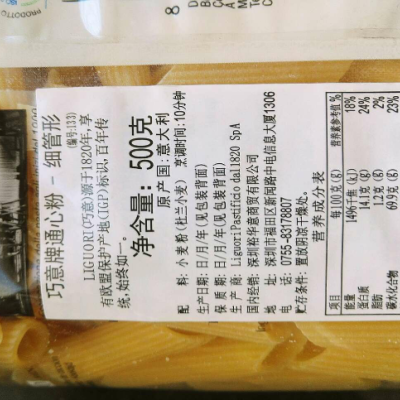 巧意牌通心粉 - 细管形
(编号:33)
LIGUORI(巧意)源于1820年,享
有欧盟保护产地(IGP)标识,百年传
统,始终如一。
净含量: 500克
原产国: 意大利
烹调时间:10分钟
配 料: 小麦粉(杜兰小麦)
生产日期: 日/月/年(见包装背面)
保 质 期: 日/月/年(见包装背面)
生 产 商: Liguori Pastificio dal1820 SpA
国内经销: 深圳裕华意商贸有限公司
地 址: 深圳市福田区新闻路中电信息大厦1306
电 话: 0755-83178807
贮存条件: 直放阴凉干燥处。
营养成分表
项目 每100克(g) 营养素参考值%
能量 1496千焦(kJ) 18%
蛋白质 14.1克(g) 24%
脂肪 1.2克(g) 2%
碳水化合物 69.9克(g) 23%
8
PRODOTTO